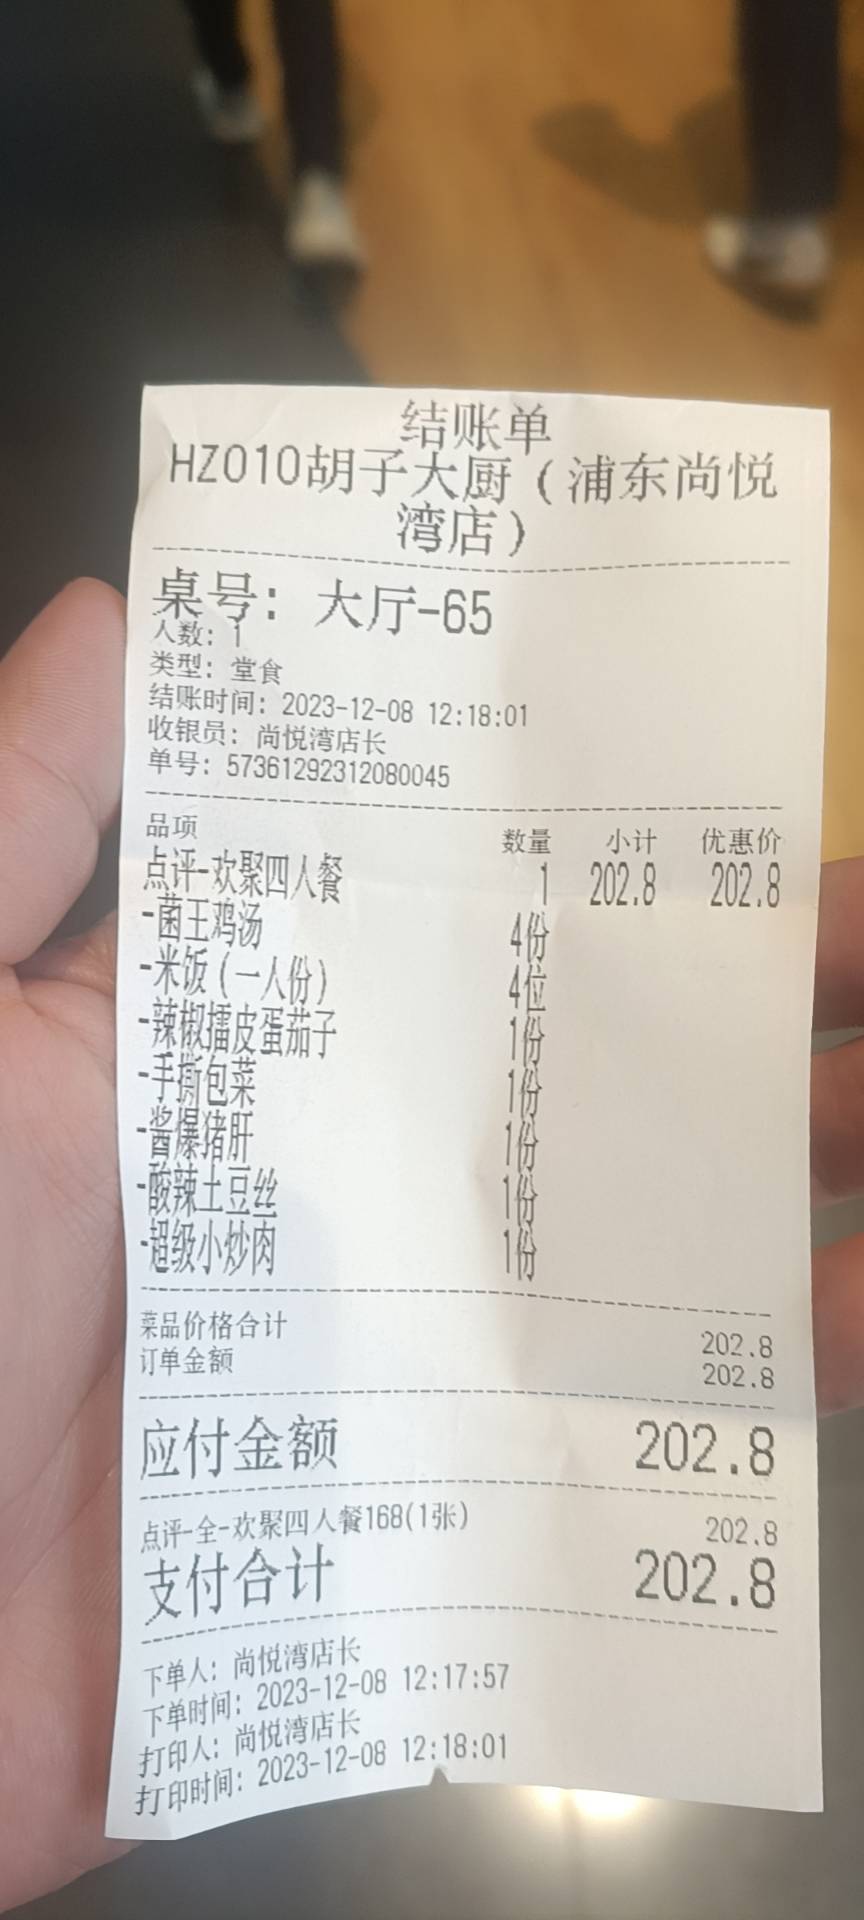 结账单
HZ010胡子大厨（浦东尚悦
湾店）
桌号：大厅-65
人数：1
类型：堂食
结账时间：2023-12-08 12:18:01
收银员：尚悦湾店长
单号：57361292312080045
品项 数量 小计 优惠价
点评-欢聚四人餐 1 202.8 202.8
-菌王鸡汤 4份
-米饭（一人份） 4位
-辣椒擂皮蛋茄子 1份
-手撕包菜 1份
-酱爆猪肝 1份
-酸辣土豆丝 1份
-超级小炒肉 1份
菜品价格合计 202.8
订单金额 202.8
应付金额 202.8
点评-全-欢聚四人餐168(1张) 202.8
支付合计 202.8
下单人：尚悦湾店长
下单时间：2023-12-08 12:17:57
打印人：尚悦湾店长
打印时间：2023-12-08 12:18:01